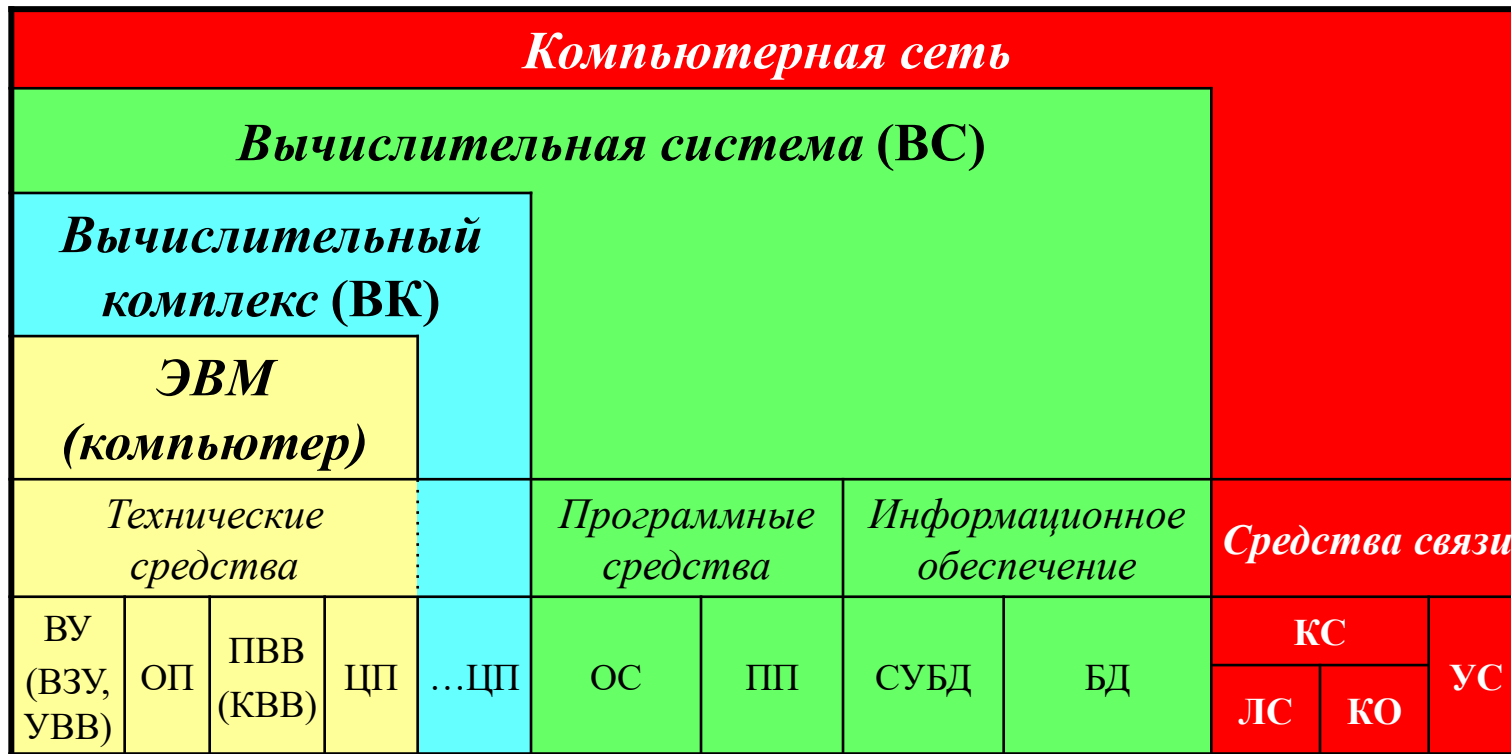 Компьютерная сеть
Вычислительная система (ВС)
Вычислительный
комплекс (ВК)
ЭВМ
(компьютер)
Технические
средства
Программные
средства
Информационное
обеспечение
Средства связи
ВУ
(ВЗУ,
УВВ)
ОП
ПВВ
(КВВ)
ЦП
…ЦП
ОС
ПП
СУБД
БД
КС
ЛС
КО
УС